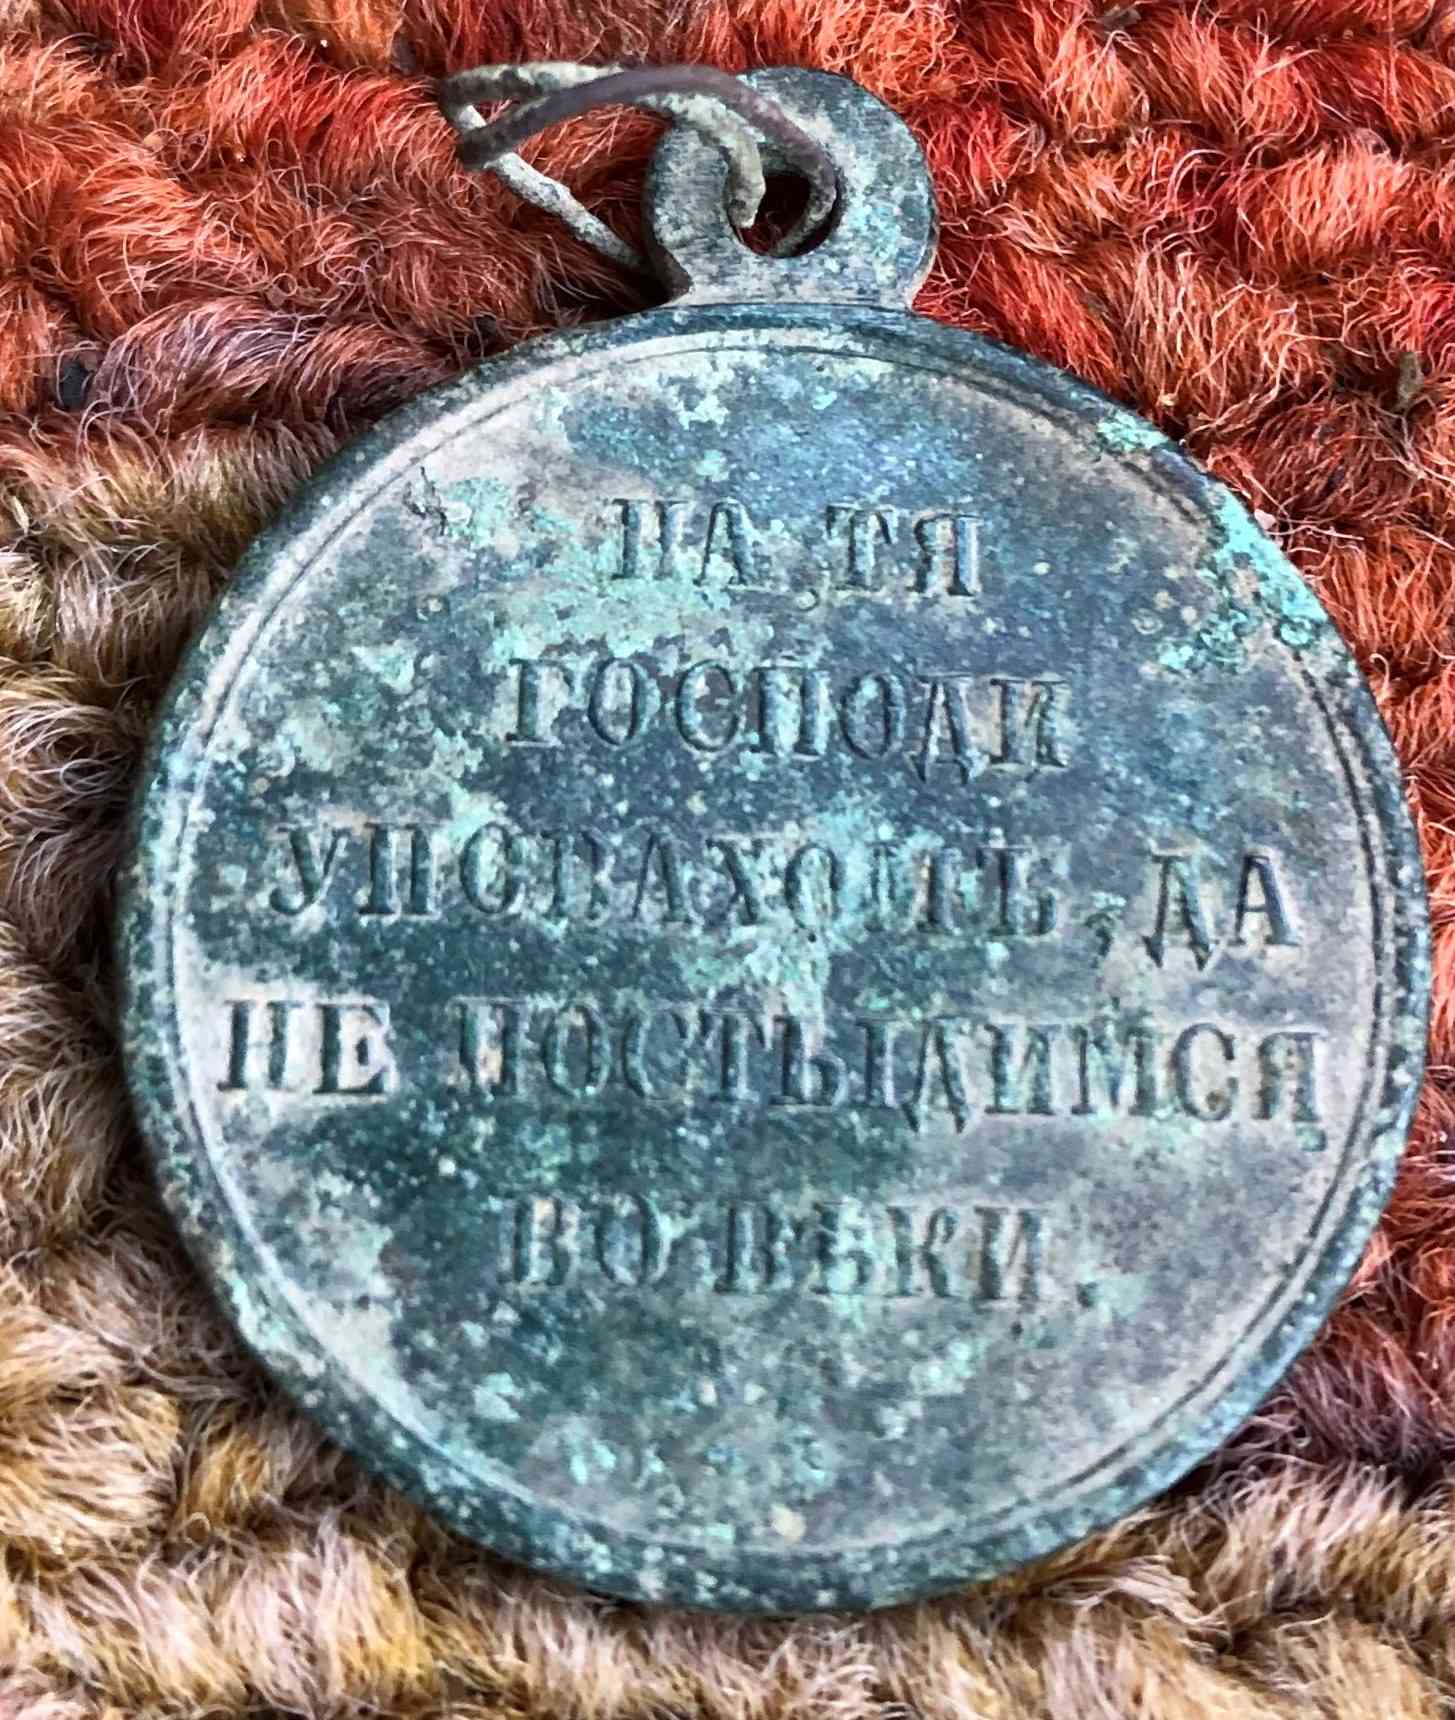 НА ТЯ
ГОСПОДИ
УПОВАХОМЪ, ДА
НЕ ПОСТЫДИМСЯ
ВО ВѢКИ.